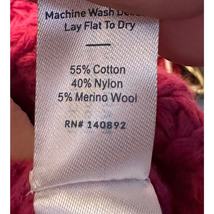 Machine Wash
Lay Flat To Dry
55% Cotton
40% Nylon
5% Merino Wool
RN# 140892